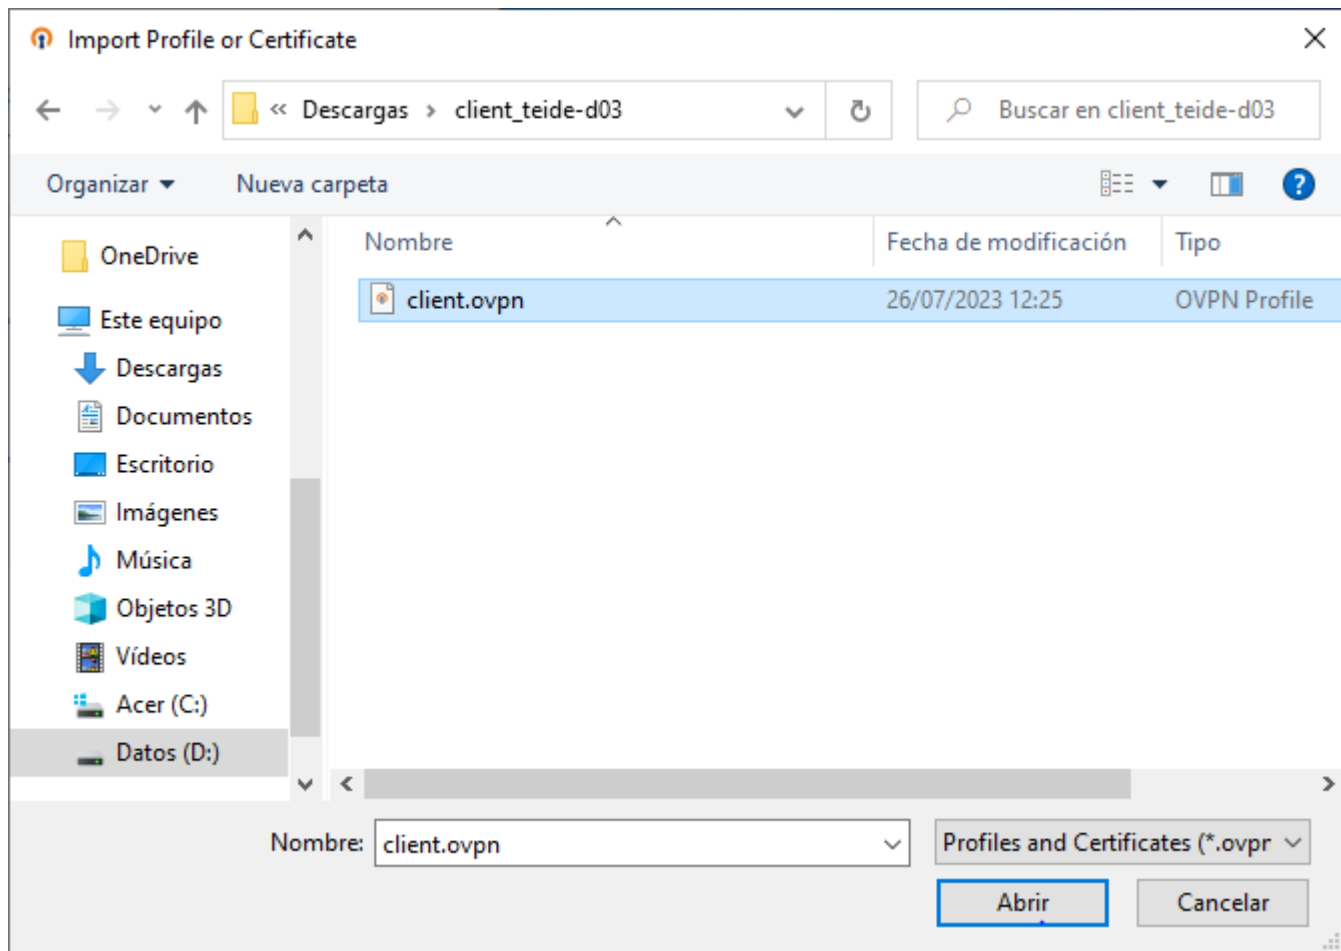 Import Profile or Certificate
« Descargas › client_teide-d03
Buscar en client_teide-d03
Organizar
Nueva carpeta
?
OneDrive
Este equipo
Descargas
Documentos
Escritorio
Imágenes
Música
Objetos 3D
Vídeos
Acer (C:)
Datos (D:)
Nombre Fecha de modificación Tipo
client.ovpn 26/07/2023 12:25 OVPN Profile
Nombre: client.ovpn
Profiles and Certificates (*.ovpr
Abrir Cancelar